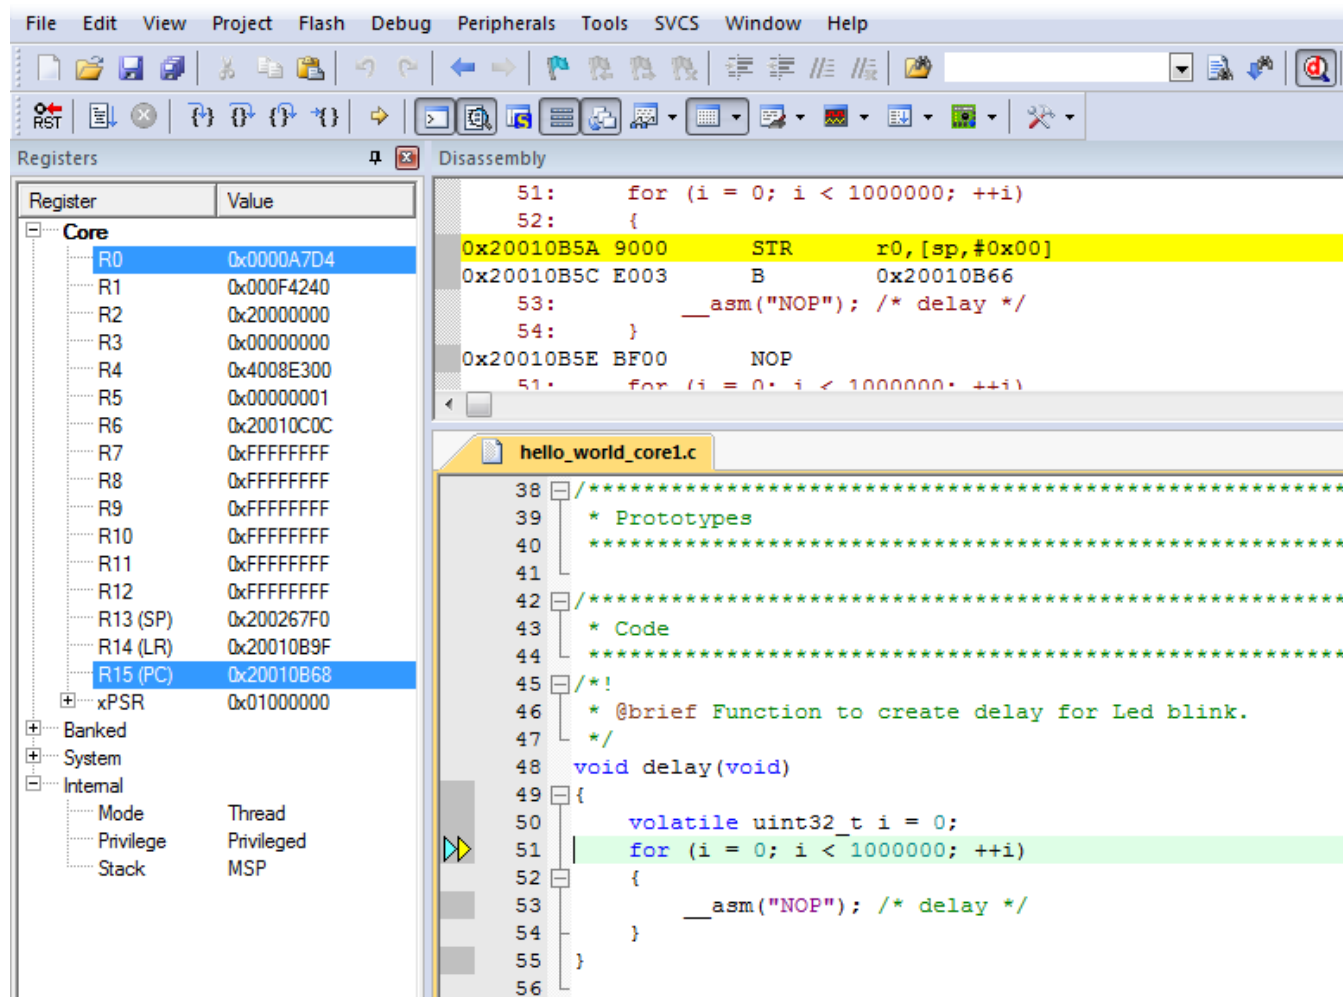 File Edit View Project Flash Debug Peripherals Tools SVCS Window Help
RST
Registers
Register Value
Core
R0 0x0000A7D4
R1 0x000F4240
R2 0x20000000
R3 0x00000000
R4 0x4008E300
R5 0x00000001
R6 0x20010C0C
R7 0xFFFFFFFF
R8 0xFFFFFFFF
R9 0xFFFFFFFF
R10 0xFFFFFFFF
R11 0xFFFFFFFF
R12 0xFFFFFFFF
R13 (SP) 0x200267F0
R14 (LR) 0x20010B9F
R15 (PC) 0x20010B68
xPSR 0x01000000
Banked
System
Internal
Mode Thread
Privilege Privileged
Stack MSP
Disassembly
51: for (i = 0; i < 1000000; ++i)
52: {
0x20010B5A 9000 STR r0,[sp,#0x00]
0x20010B5C E003 B 0x20010B66
53: __asm("NOP"); /* delay */
54: }
0x20010B5E BF00 NOP
51: for (i = 0; i < 1000000; ++i)
hello_world_core1.c
38 /*******************************************************
39 * Prototypes
40 *******************************************************
41
42 /*******************************************************
43 * Code
44 *******************************************************
45 /*!
46 * @brief Function to create delay for Led blink.
47 */
48 void delay(void)
49 {
50 volatile uint32_t i = 0;
51 for (i = 0; i < 1000000; ++i)
52 {
53 __asm("NOP"); /* delay */
54 }
55 }
56